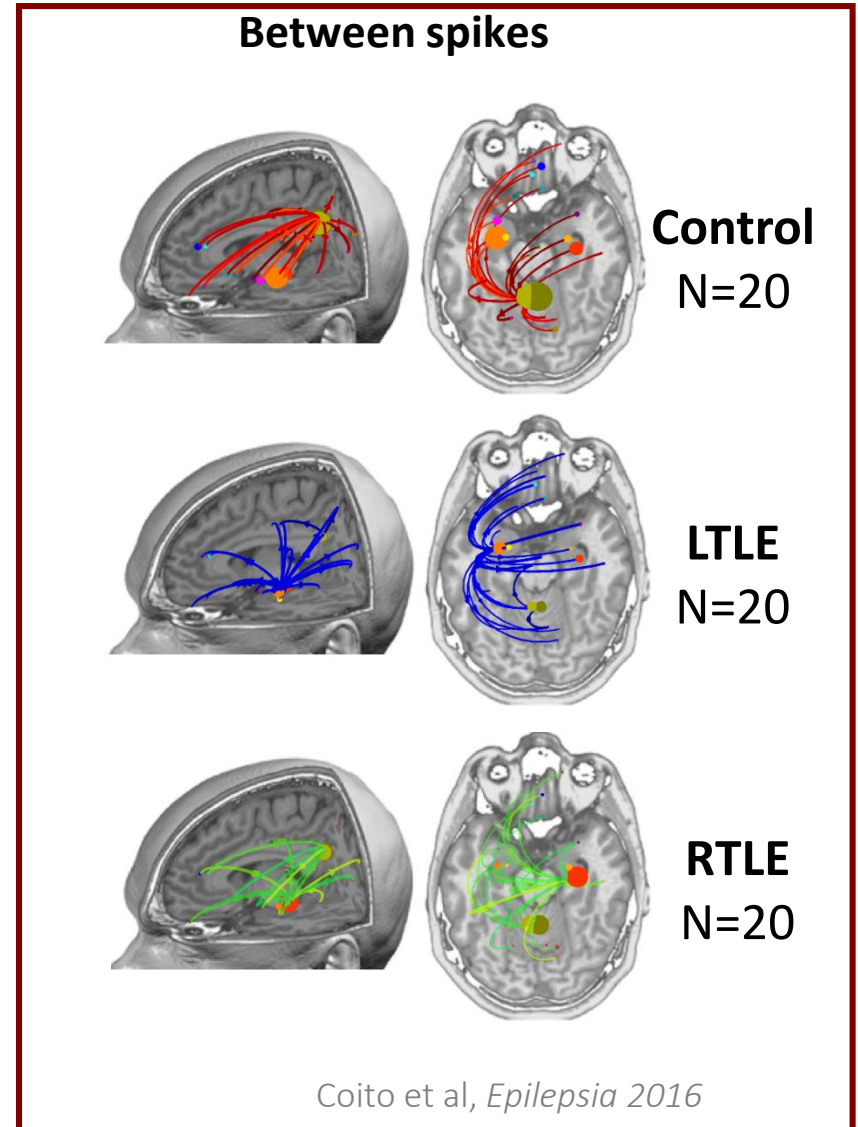 Between spikes
Control
N=20
LTLE
N=20
RTLE
N=20
Coito et al, Epilepsia 2016